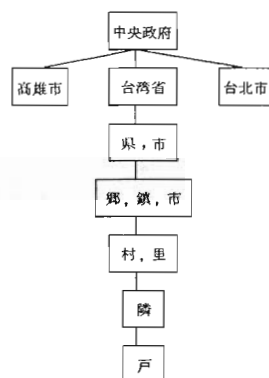 中央政府
高雄市 台湾省 台北市
県，市
郷，鎮，市
村，里
隣
戸